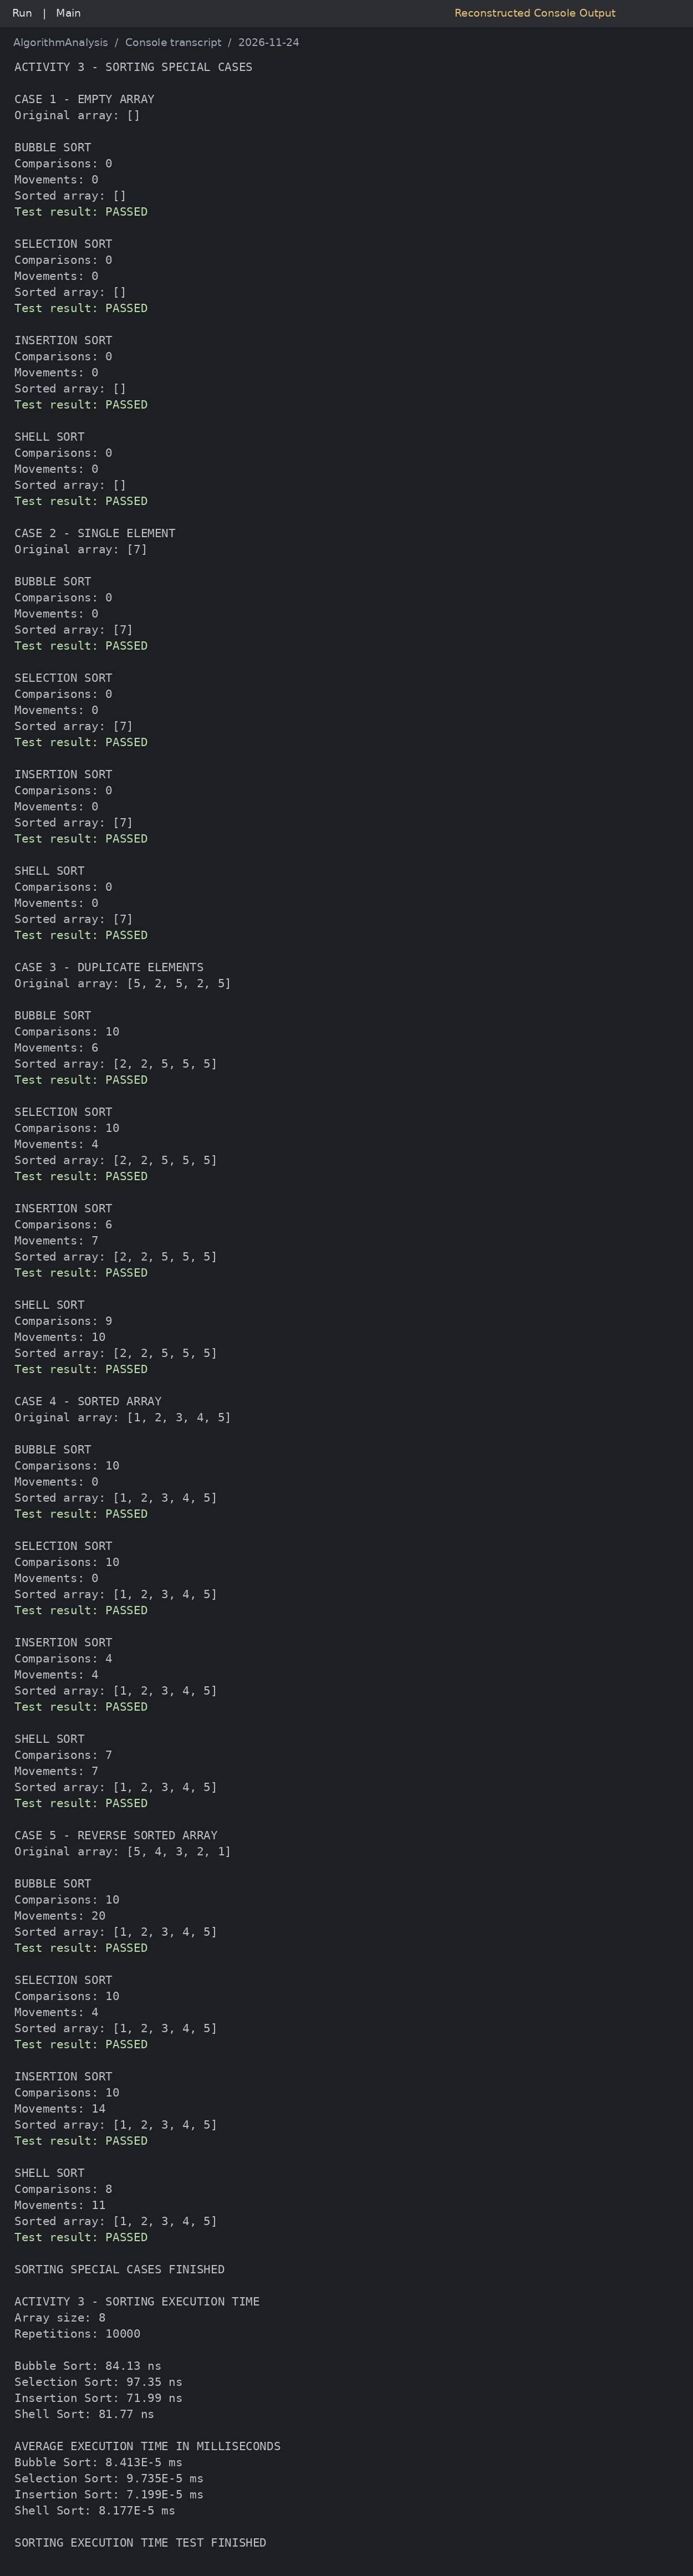 Run | Main
Reconstructed Console Output
AlgorithmAnalysis / Console transcript / 2026-11-24
ACTIVITY 3 - SORTING SPECIAL CASES
CASE 1 - EMPTY ARRAY
Original array: []
BUBBLE SORT
Comparisons: 0
Movements: 0
Sorted array: []
Test result: PASSED
SELECTION SORT
Comparisons: 0
Movements: 0
Sorted array: []
Test result: PASSED
INSERTION SORT
Comparisons: 0
Movements: 0
Sorted array: []
Test result: PASSED
SHELL SORT
Comparisons: 0
Movements: 0
Sorted array: []
Test result: PASSED
CASE 2 - SINGLE ELEMENT
Original array: [7]
BUBBLE SORT
Comparisons: 0
Movements: 0
Sorted array: [7]
Test result: PASSED
SELECTION SORT
Comparisons: 0
Movements: 0
Sorted array: [7]
Test result: PASSED
INSERTION SORT
Comparisons: 0
Movements: 0
Sorted array: [7]
Test result: PASSED
SHELL SORT
Comparisons: 0
Movements: 0
Sorted array: [7]
Test result: PASSED
CASE 3 - DUPLICATE ELEMENTS
Original array: [5, 2, 5, 2, 5]
BUBBLE SORT
Comparisons: 10
Movements: 6
Sorted array: [2, 2, 5, 5, 5]
Test result: PASSED
SELECTION SORT
Comparisons: 10
Movements: 4
Sorted array: [2, 2, 5, 5, 5]
Test result: PASSED
INSERTION SORT
Comparisons: 6
Movements: 7
Sorted array: [2, 2, 5, 5, 5]
Test result: PASSED
SHELL SORT
Comparisons: 9
Movements: 10
Sorted array: [2, 2, 5, 5, 5]
Test result: PASSED
CASE 4 - SORTED ARRAY
Original array: [1, 2, 3, 4, 5]
BUBBLE SORT
Comparisons: 10
Movements: 0
Sorted array: [1, 2, 3, 4, 5]
Test result: PASSED
SELECTION SORT
Comparisons: 10
Movements: 0
Sorted array: [1, 2, 3, 4, 5]
Test result: PASSED
INSERTION SORT
Comparisons: 4
Movements: 4
Sorted array: [1, 2, 3, 4, 5]
Test result: PASSED
SHELL SORT
Comparisons: 7
Movements: 7
Sorted array: [1, 2, 3, 4, 5]
Test result: PASSED
CASE 5 - REVERSE SORTED ARRAY
Original array: [5, 4, 3, 2, 1]
BUBBLE SORT
Comparisons: 10
Movements: 20
Sorted array: [1, 2, 3, 4, 5]
Test result: PASSED
SELECTION SORT
Comparisons: 10
Movements: 4
Sorted array: [1, 2, 3, 4, 5]
Test result: PASSED
INSERTION SORT
Comparisons: 10
Movements: 14
Sorted array: [1, 2, 3, 4, 5]
Test result: PASSED
SHELL SORT
Comparisons: 8
Movements: 11
Sorted array: [1, 2, 3, 4, 5]
Test result: PASSED
SORTING SPECIAL CASES FINISHED
ACTIVITY 3 - SORTING EXECUTION TIME
Array size: 8
Repetitions: 10000
Bubble Sort: 84.13 ns
Selection Sort: 97.35 ns
Insertion Sort: 71.99 ns
Shell Sort: 81.77 ns
AVERAGE EXECUTION TIME IN MILLISECONDS
Bubble Sort: 8.413E-5 ms
Selection Sort: 9.735E-5 ms
Insertion Sort: 7.199E-5 ms
Shell Sort: 8.177E-5 ms
SORTING EXECUTION TIME TEST FINISHED